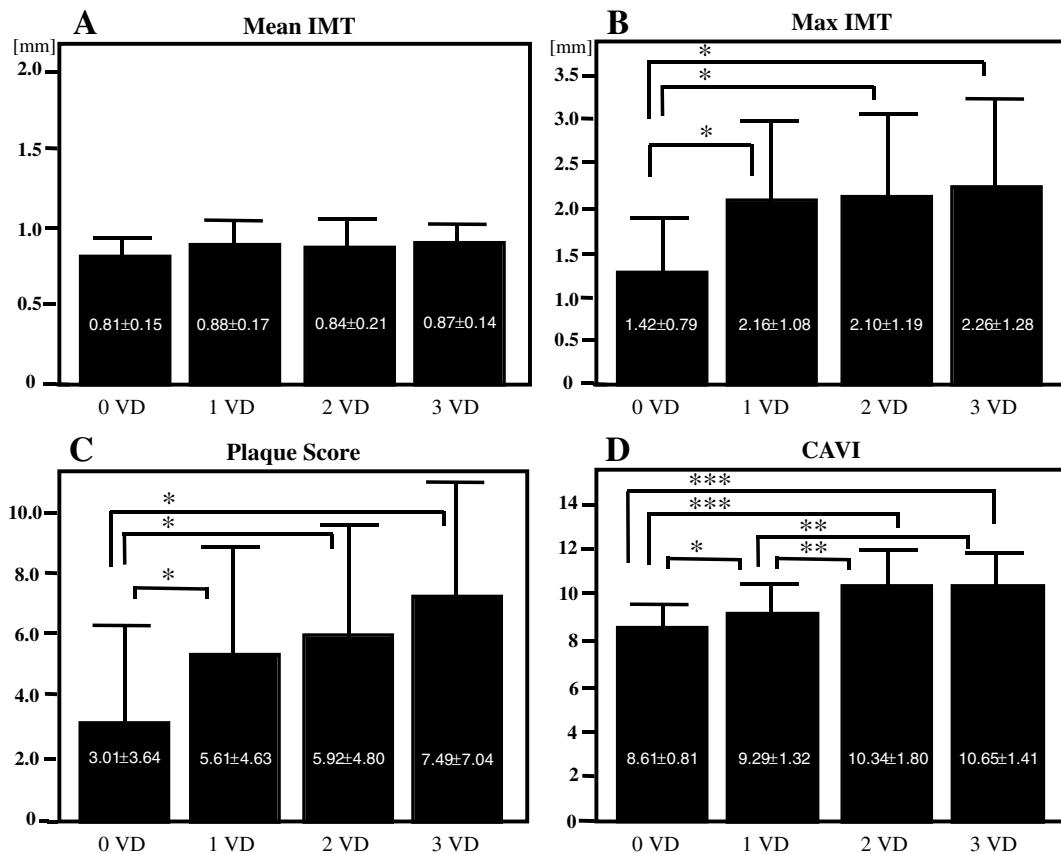 A
Mean IMT
[mm]
2.0
1.5
1.0
0.5
0
0.81±0.15
0.88±0.17
0.84±0.21
0.87±0.14
0 VD
1 VD
2 VD
3 VD
B
Max IMT
[mm]
3.5
3.0
2.5
2.0
1.5
1.0
0.5
0
*
*
*
1.42±0.79
2.16±1.08
2.10±1.19
2.26±1.28
0 VD
1 VD
2 VD
3 VD
C
Plaque Score
10.0
8.0
6.0
4.0
2.0
0
*
*
*
3.01±3.64
5.61±4.63
5.92±4.80
7.49±7.04
0 VD
1 VD
2 VD
3 VD
D
CAVI
14
12
10
8
6
4
2
0
***
***
**
*
**
8.61±0.81
9.29±1.32
10.34±1.80
10.65±1.41
0 VD
1 VD
2 VD
3 VD